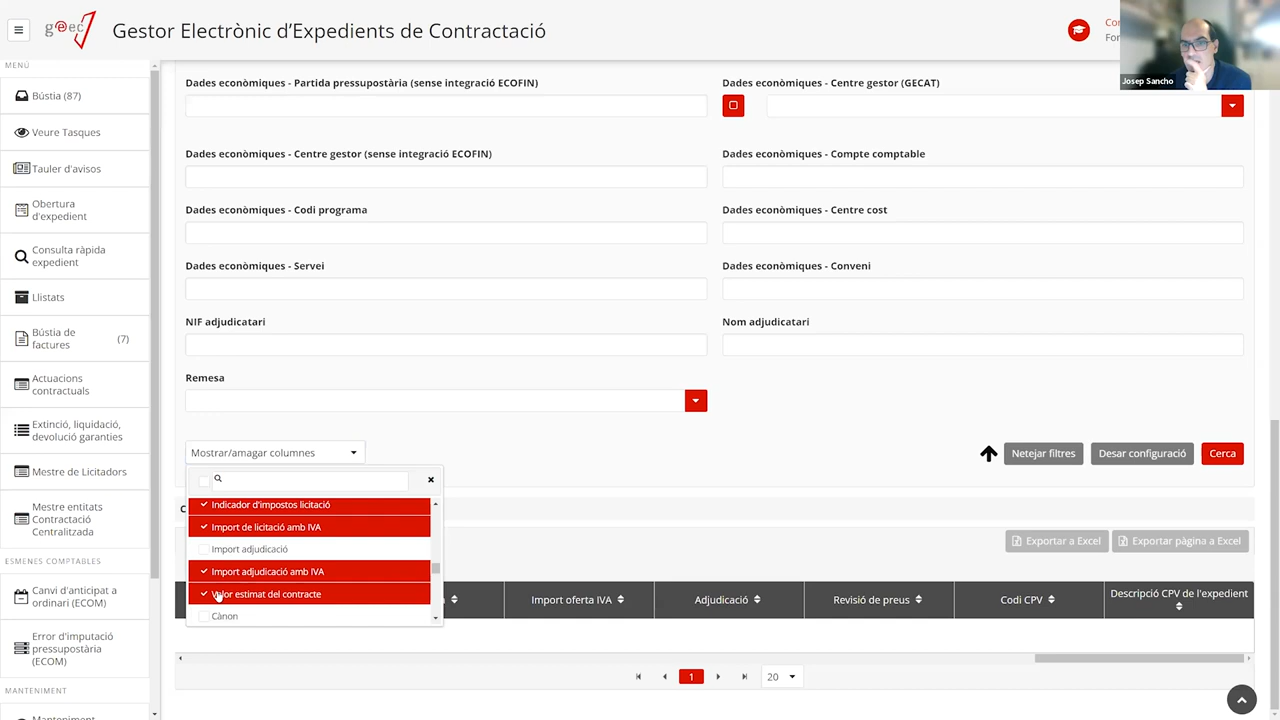 geec
Gestor Electrònic d'Expedients de Contractació
Josep Sancho
MENÚ
Bústia (87)
Veure Tasques
Tauler d'avisos
Obertura
d'expedient
Consulta ràpida
expedient
Llistats
Bústia de
factures
(7)
Actuacions
contractuals
Extinció, liquidació,
devolució garanties
Mestre de Licitadors
Mestre entitats
Contractació
Centralitzada
ESMENES COMPTABLES
Canvi d'anticipat a
ordinari (ECOM)
Error d'imputació
pressupostària
(ECOM)
MANTENIMENT
Manteniment
Dades econòmiques - Partida pressupostària (sense integració ECOFIN)
Dades econòmiques - Centre gestor (GECAT)
Dades econòmiques - Centre gestor (sense integració ECOFIN)
Dades econòmiques - Compte comptable
Dades econòmiques - Codi programa
Dades econòmiques - Centre cost
Dades econòmiques - Servei
Dades econòmiques - Conveni
NIF adjudicatari
Nom adjudicatari
Remesa
Mostrar/amagar columnes
Netejar filtres
Desar configuració
Cerca
Indicador d'impostos licitació
Import de licitació amb IVA
Import adjudicació
Import adjudicació amb IVA
Valor estimat del contracte
Cànon
Exportar a Excel
Exportar pàgina a Excel
Import oferta IVA
Adjudicació
Revisió de preus
Codi CPV
Descripció CPV de l'expedient
1
20